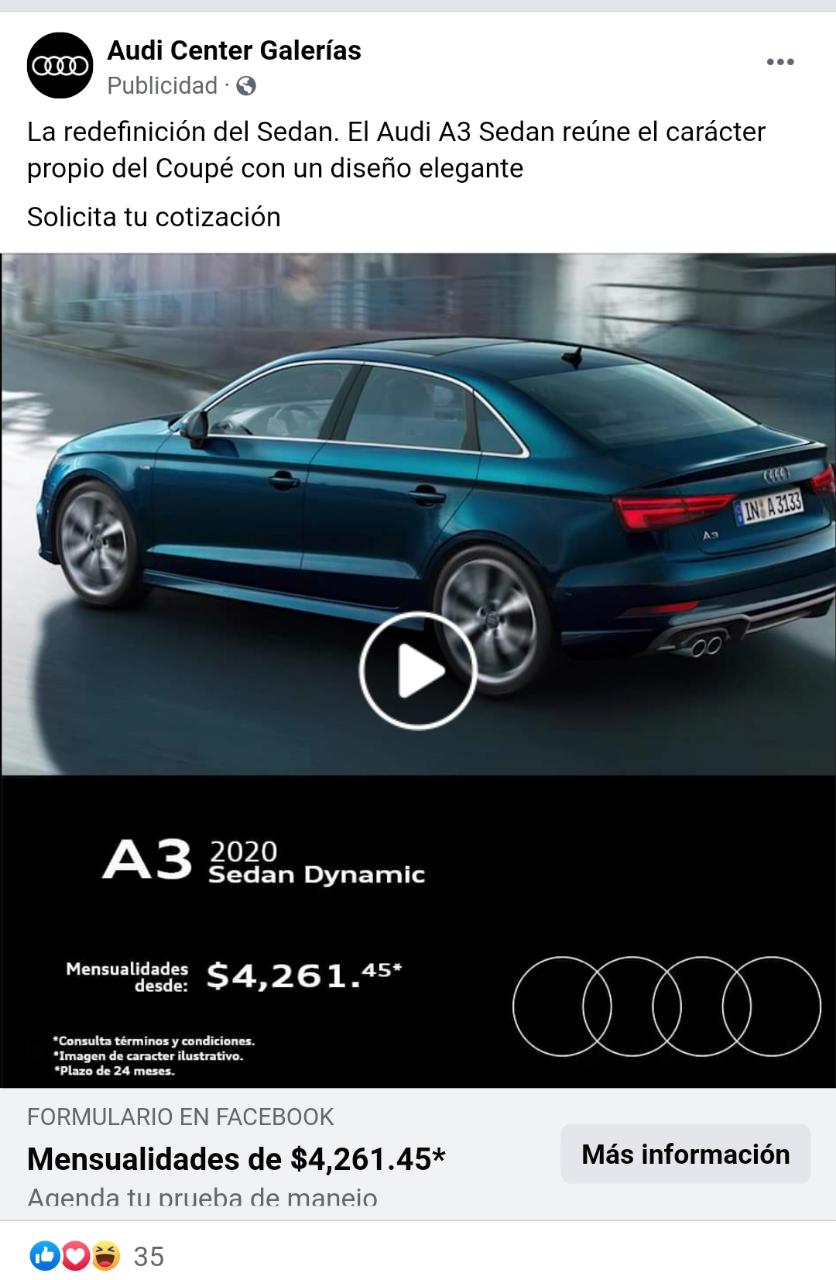 Audi Center Galerías
Publicidad ·
La redefinición del Sedan. El Audi A3 Sedan reúne el carácter
propio del Coupé con un diseño elegante
Solicita tu cotización
IN A 3133
A3
A3 2020
Sedan Dynamic
Mensualidades
desde: $4,261.45*
*Consulta términos y condiciones.
*Imagen de caracter ilustrativo.
*Plazo de 24 meses.
FORMULARIO EN FACEBOOK
Mensualidades de $4,261.45*
Más información
Agenda tu prueba de manejo
35